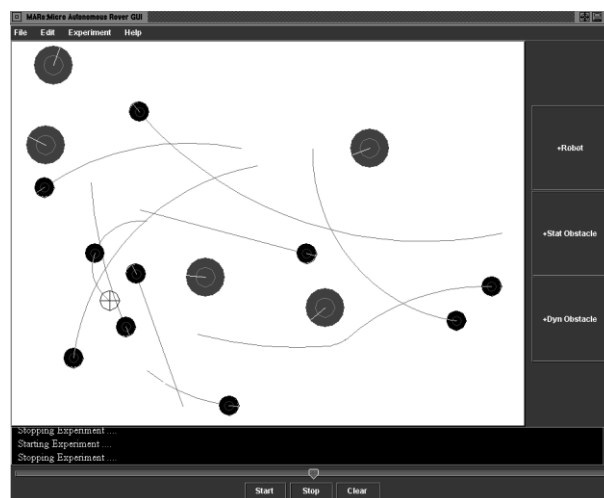 MARs:Micro Autonomous Rover GUI
File Edit Experiment Help
+Robot
+Stat Obstacle
+Dyn Obstacle
Stopping Experiment ....
Starting Experiment ....
Stopping Experiment ....
Start Stop Clear